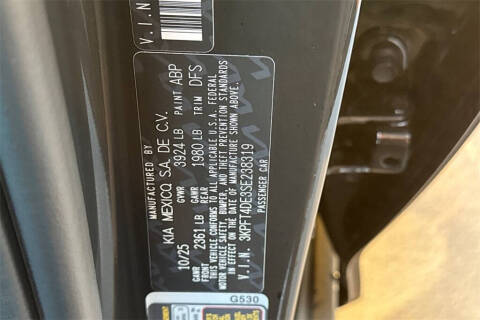 V.I.N.
MANUFACTURED BY
KIA MEXICO S.A. DE C.V.
10/25 GVWR 3924 LB PAINT ABP
GAWR FRONT 2361 LB GAWR REAR 1980 LB TRIM DFS
THIS VEHICLE CONFORMS TO ALL APPLICABLE U.S.A. FEDERAL
MOTOR VEHICLE SAFETY, BUMPER, AND THEFT PREVENTION STANDARDS
IN EFFECT ON THE DATE OF MANUFACTURE SHOWN ABOVE.
V.I.N. 3KPFT4DE3SE238319
PASSENGER CAR
G530